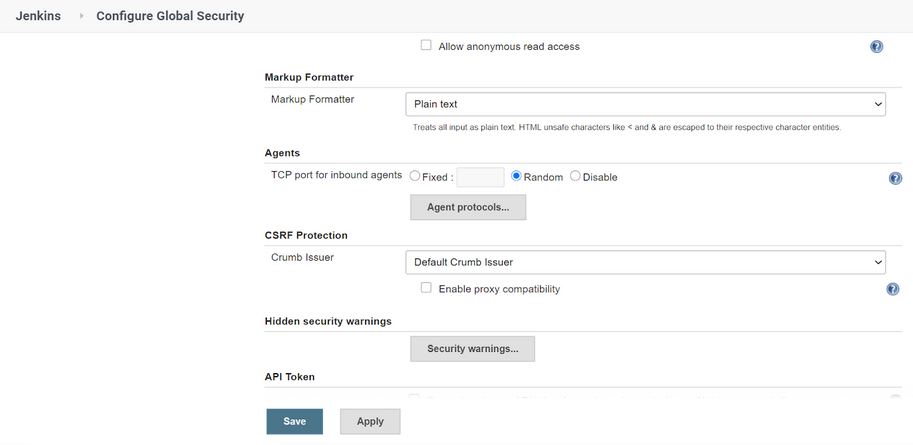 Jenkins Configure Global Security
Allow anonymous read access
Markup Formatter
Markup Formatter Plain text
Treats all input as plain text. HTML unsafe characters like < and & are escaped to their respective character entities.
Agents
TCP port for inbound agents Fixed : Random Disable
Agent protocols...
CSRF Protection
Crumb Issuer Default Crumb Issuer
Enable proxy compatibility
Hidden security warnings
Security warnings...
API Token
Save Apply